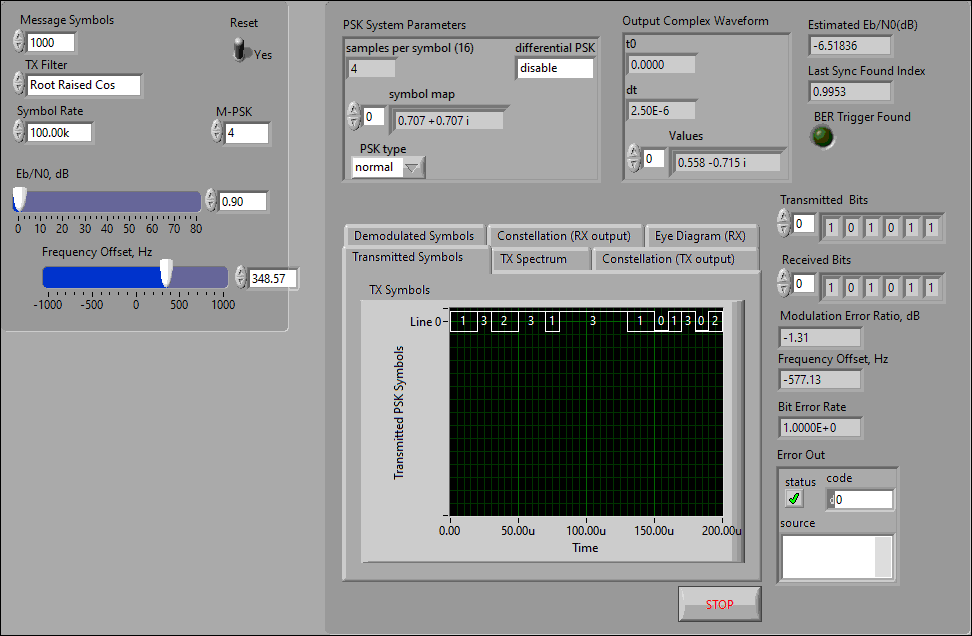 Message Symbols
1000
TX Filter
Root Raised Cos
Symbol Rate
100.00k
Reset
Yes
M-PSK
4
Eb/N0, dB
0.90
0 10 20 30 40 50 60 70 80
Frequency Offset, Hz
348.57
-1000 -500 0 500 1000
PSK System Parameters
samples per symbol (16)
4
differential PSK
disable
symbol map
0
0.707 +0.707 i
PSK type
normal
Output Complex Waveform
t0
0.0000
dt
2.50E-6
Values
0
0.558 -0.715 i
Estimated Eb/N0(dB)
-6.51836
Last Sync Found Index
0.9953
BER Trigger Found
Demodulated Symbols Constellation (RX output) Eye Diagram (RX)
Transmitted Symbols TX Spectrum Constellation (TX output)
TX Symbols
Line 0
1 3 2 3 1 3 1 0 1 3 0 2
Transmitted PSK Symbols
0.00 50.00u 100.00u 150.00u 200.00u
Time
Transmitted Bits
0 1 0 1 0 1 1
Received Bits
0 1 0 1 0 1 1
Modulation Error Ratio, dB
-1.31
Frequency Offset, Hz
-577.13
Bit Error Rate
1.0000E+0
Error Out
status code
0
source
STOP